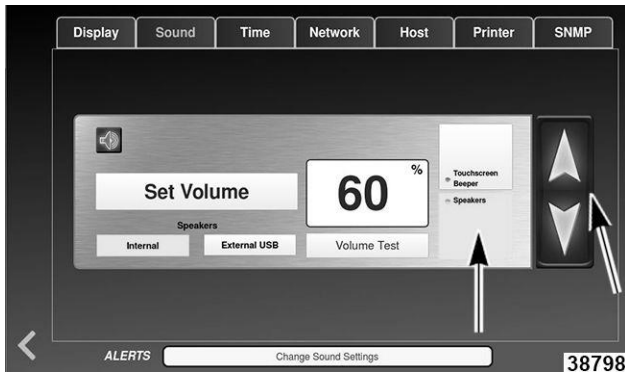 Display Sound Time Network Host Printer SNMP
Set Volume
60 %
Touchscreen
Beeper
Speakers
Speakers
Internal External USB Volume Test
ALERTS Change Sound Settings
38798